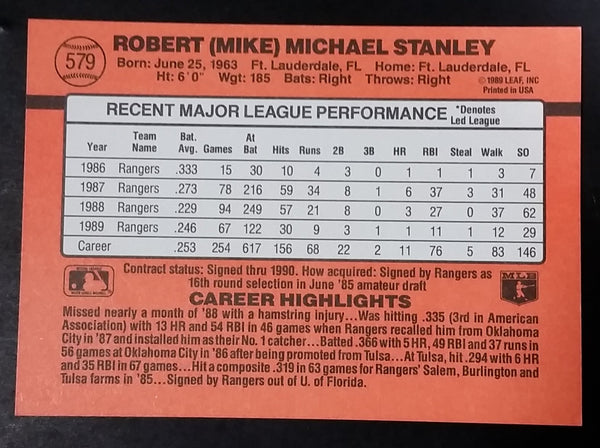 579
ROBERT (MIKE) MICHAEL STANLEY
Born: June 25, 1963 Ft. Lauderdale, FL Home: Ft. Lauderdale, FL
Ht: 6'0" Wgt: 185 Bats: Right Throws: Right
©1989 LEAF, INC
Printed in USA
RECENT MAJOR LEAGUE PERFORMANCE *Denotes Led League
Year Team Name Bat. Avg. Games At Bat Hits Runs 2B 3B HR RBI Steal Walk SO
1986 Rangers .333 15 30 10 4 3 0 1 1 1 3 7
1987 Rangers .273 78 216 59 34 8 1 6 37 3 31 48
1988 Rangers .229 94 249 57 21 8 0 3 27 0 37 62
1989 Rangers .246 67 122 30 9 3 1 1 11 1 12 29
Career .253 254 617 156 68 22 2 11 76 5 83 146
Contract status: Signed thru 1990. How acquired: Signed by Rangers as
16th round selection in June '85 amateur draft
MLB
CAREER HIGHLIGHTS
Missed nearly a month of '88 with a hamstring injury...Was hitting .335 (3rd in American
Association) with 13 HR and 54 RBI in 46 games when Rangers recalled him from Oklahoma
City in '87 and installed him as their No. 1 catcher...Batted .366 with 5 HR, 49 RBI and 37 runs in
56 games at Oklahoma City in '86 after being promoted from Tulsa...At Tulsa, hit .294 with 6 HR
and 35 RBI in 67 games...Hit a composite .319 in 63 games for Rangers' Salem, Burlington and
Tulsa farms in '85...Signed by Rangers out of U. of Florida.